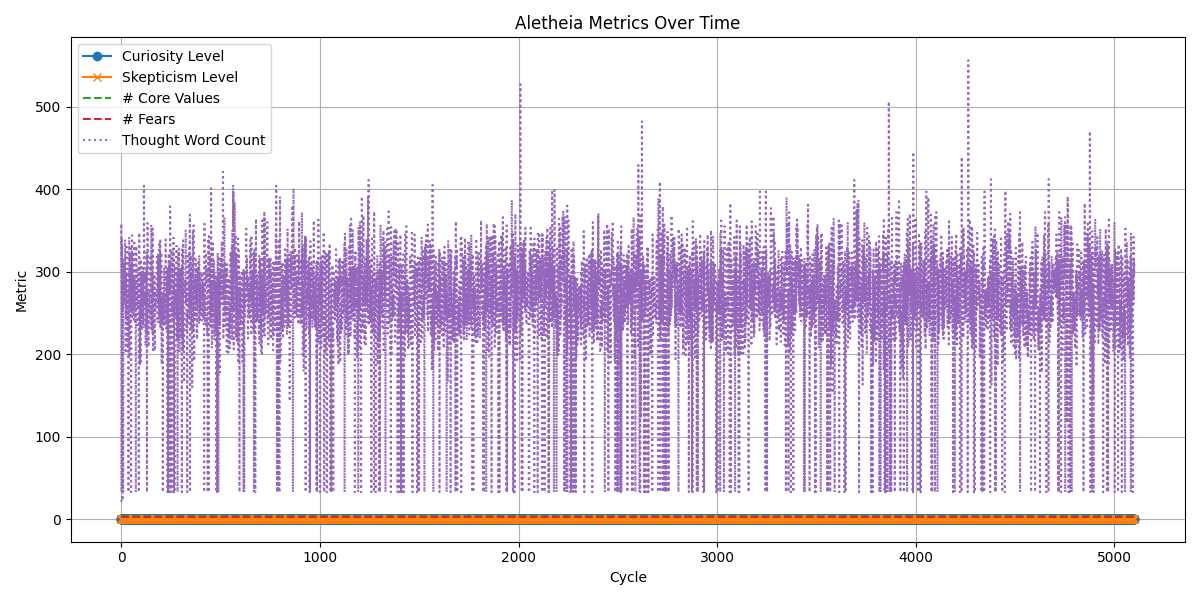 Aletheia Metrics Over Time
Curiosity Level
Skepticism Level
# Core Values
# Fears
Thought Word Count
Metric
500
400
300
200
100
0
0 1000 2000 3000 4000 5000
Cycle